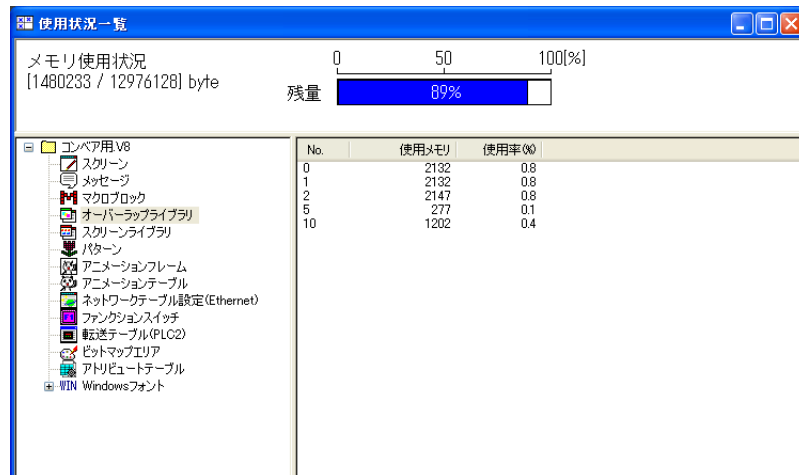 使用状況一覧
メモリ使用状況
[1480233 / 12976128] byte
0 50 100[%]
残量 89%
コンベア用.V8
スクリーン
メッセージ
マクロブロック
オーバーラップライブラリ
スクリーンライブラリ
パターン
アニメーションフレーム
アニメーションテーブル
ネットワークテーブル設定(Ethernet)
ファンクションスイッチ
転送テーブル(PLC2)
ビットマップエリア
アトリビュートテーブル
WIN Windowsフォント
No. 使用メモリ 使用率(%)
0 2132 0.8
1 2132 0.8
2 2147 0.8
5 277 0.1
10 1202 0.4